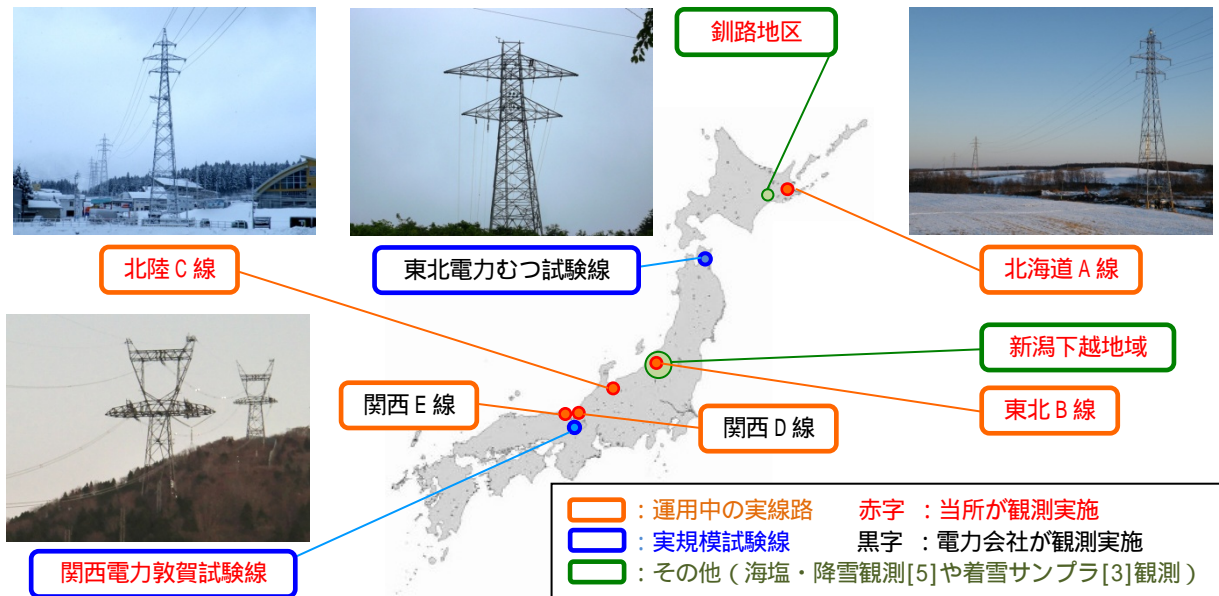 釧路地区
北陸C線
東北電力むつ試験線
北海道A線
新潟下越地域
関西E線
関西D線
東北B線
関西電力敦賀試験線
：運用中の実線路 赤字：当所が観測実施
：実規模試験線 黒字：電力会社が観測実施
：その他（海塩・降雪観測[5]や着雪サンプラ[3]観測）